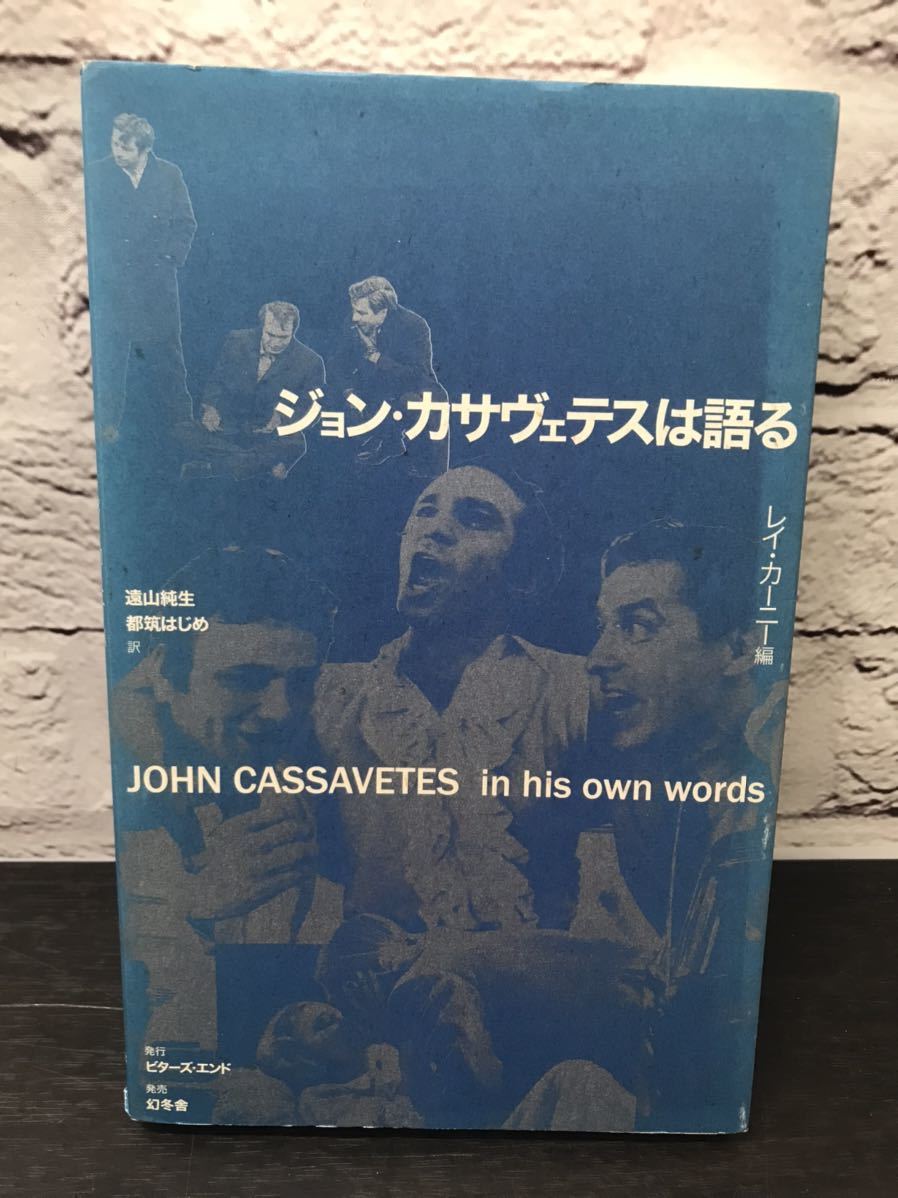 ジョン・カサヴェテスは語る
レイ・カーニー編
遠山純生
都筑はじめ
訳
JOHN CASSAVETES in his own words
発行
ビターズ・エンド
発売
幻冬舎